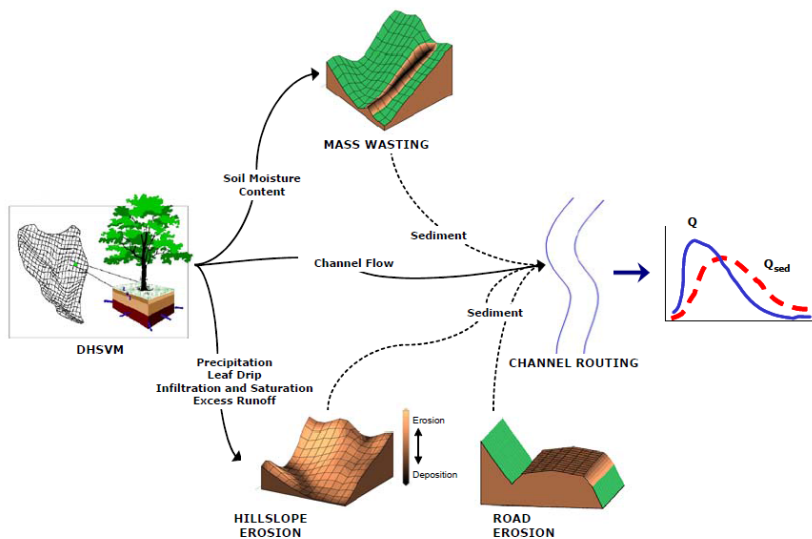 MASS WASTING
Soil Moisture
Content
Sediment
Channel Flow
Q
Q_sed
Sediment
DHSVM
CHANNEL ROUTING
Precipitation
Leaf Drip
Infiltration and Saturation
Excess Runoff
Erosion
Deposition
HILLSLOPE
EROSION
ROAD
EROSION